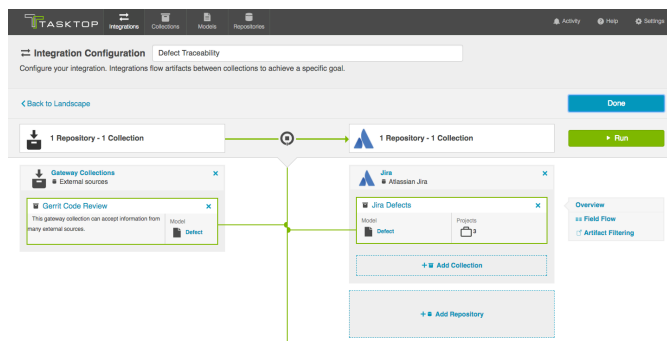 TASKTOP
Integrations
Collections
Models
Repositories
Activity
Help
Settings
Integration Configuration
Defect Traceability
Configure your integration. Integrations flow artifacts between collections to achieve a specific goal.
Back to Landscape
Done
1 Repository - 1 Collection
1 Repository - 1 Collection
Run
Gateway Collections
External sources
Gerrit Code Review
This gateway collection can accept information from
many external sources.
Model
Defect
Jira
Atlassian Jira
Jira Defects
Model
Defect
Projects
3
+ Add Collection
+ Add Repository
Overview
Field Flow
Artifact Filtering